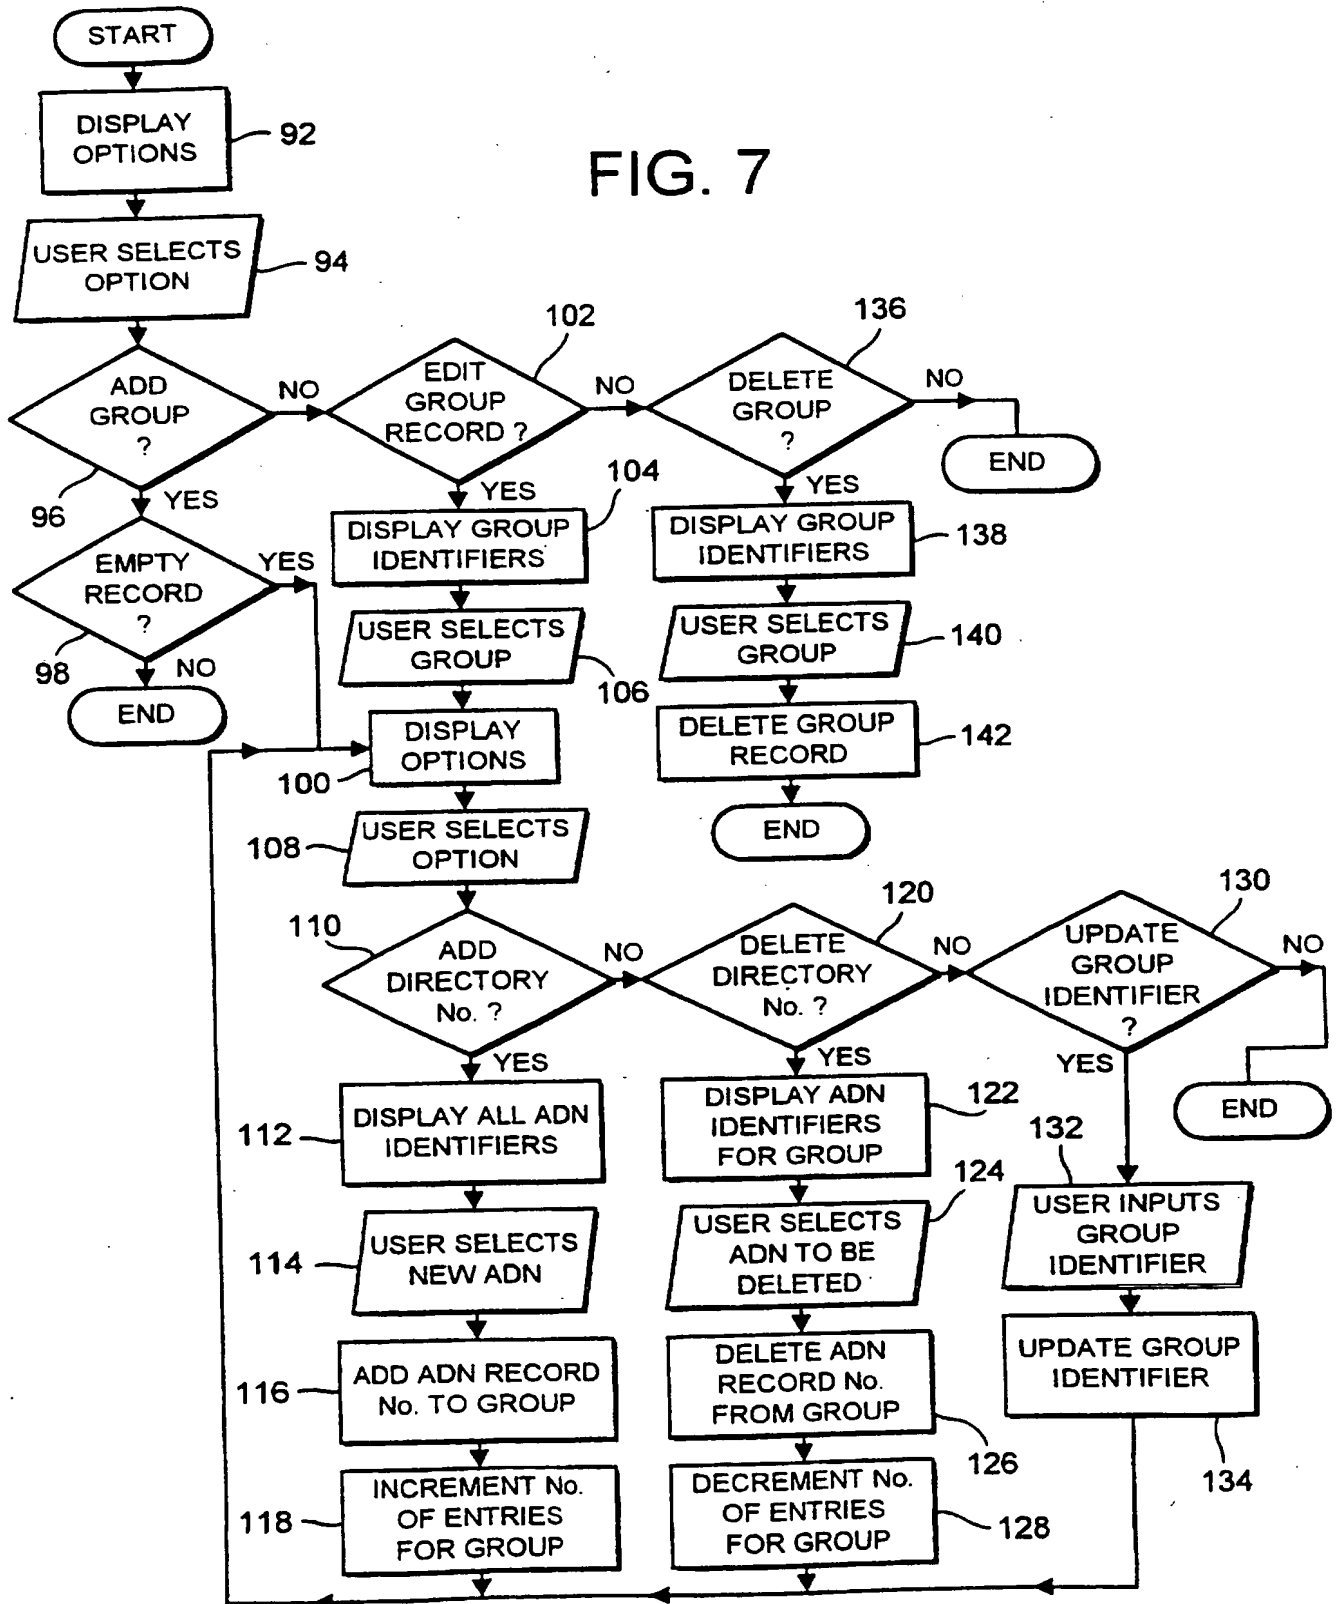 START
DISPLAY
OPTIONS
92
FIG. 7
USER SELECTS
OPTION
94
ADD
GROUP
?
96
NO
YES
EDIT
GROUP
RECORD ?
102
NO
YES
DELETE
GROUP
?
136
NO
END
YES
EMPTY
RECORD
?
98
YES
NO
END
DISPLAY GROUP
IDENTIFIERS
104
USER SELECTS
GROUP
106
DISPLAY
OPTIONS
100
USER SELECTS
OPTION
108
DISPLAY GROUP
IDENTIFIERS
138
USER SELECTS
GROUP
140
DELETE GROUP
RECORD
142
END
ADD
DIRECTORY
No. ?
110
NO
YES
DELETE
DIRECTORY
No. ?
120
NO
YES
UPDATE
GROUP
IDENTIFIER
?
130
NO
YES
END
DISPLAY ALL ADN
IDENTIFIERS
112
USER SELECTS
NEW ADN
114
ADD ADN RECORD
No. TO GROUP
116
INCREMENT No.
OF ENTRIES
FOR GROUP
118
DISPLAY ADN
IDENTIFIERS
FOR GROUP
122
USER SELECTS
ADN TO BE
DELETED
124
DELETE ADN
RECORD No.
FROM GROUP
126
DECREMENT No.
OF ENTRIES
FOR GROUP
128
132
USER INPUTS
GROUP
IDENTIFIER
UPDATE GROUP
IDENTIFIER
134